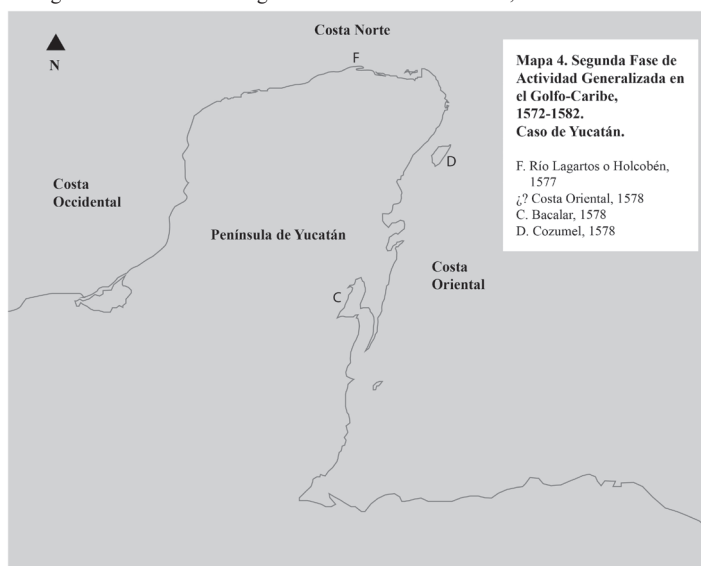 Costa Norte
N
F
Mapa 4. Segunda Fase de
Actividad Generalizada en
el Golfo-Caribe,
1572-1582.
Caso de Yucatán.
F. Río Lagartos o Holcobén,
1577
¿? Costa Oriental, 1578
C. Bacalar, 1578
D. Cozumel, 1578
D
Costa
Occidental
Península de Yucatán
Costa
Oriental
C